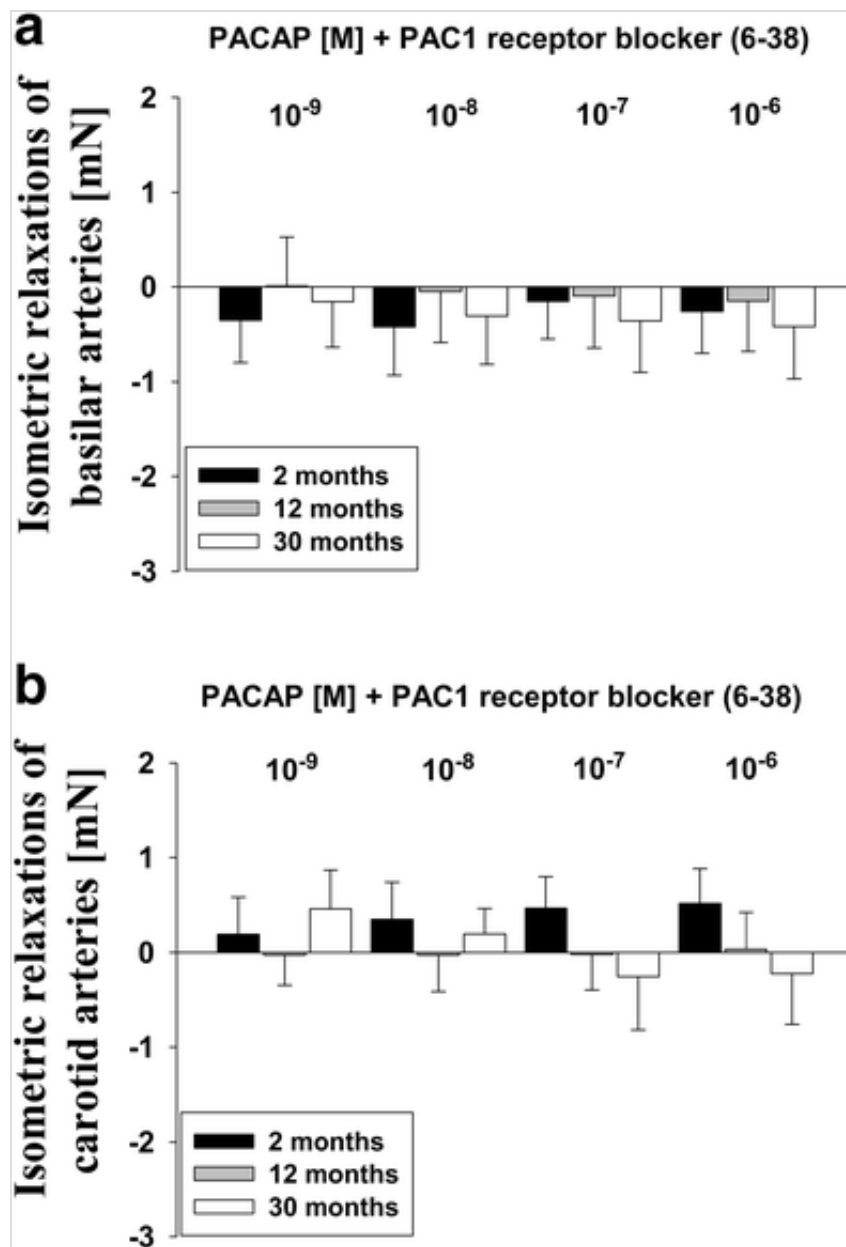 a
PACAP [M] + PAC1 receptor blocker (6-38)
Isometric relaxations of
basilar arteries [mN]
2
1
0
-1
-2
-3
10⁻⁹ 10⁻⁸ 10⁻⁷ 10⁻⁶
2 months
12 months
30 months
b
PACAP [M] + PAC1 receptor blocker (6-38)
Isometric relaxations of
carotid arteries [mN]
2
1
0
-1
-2
-3
10⁻⁹ 10⁻⁸ 10⁻⁷ 10⁻⁶
2 months
12 months
30 months